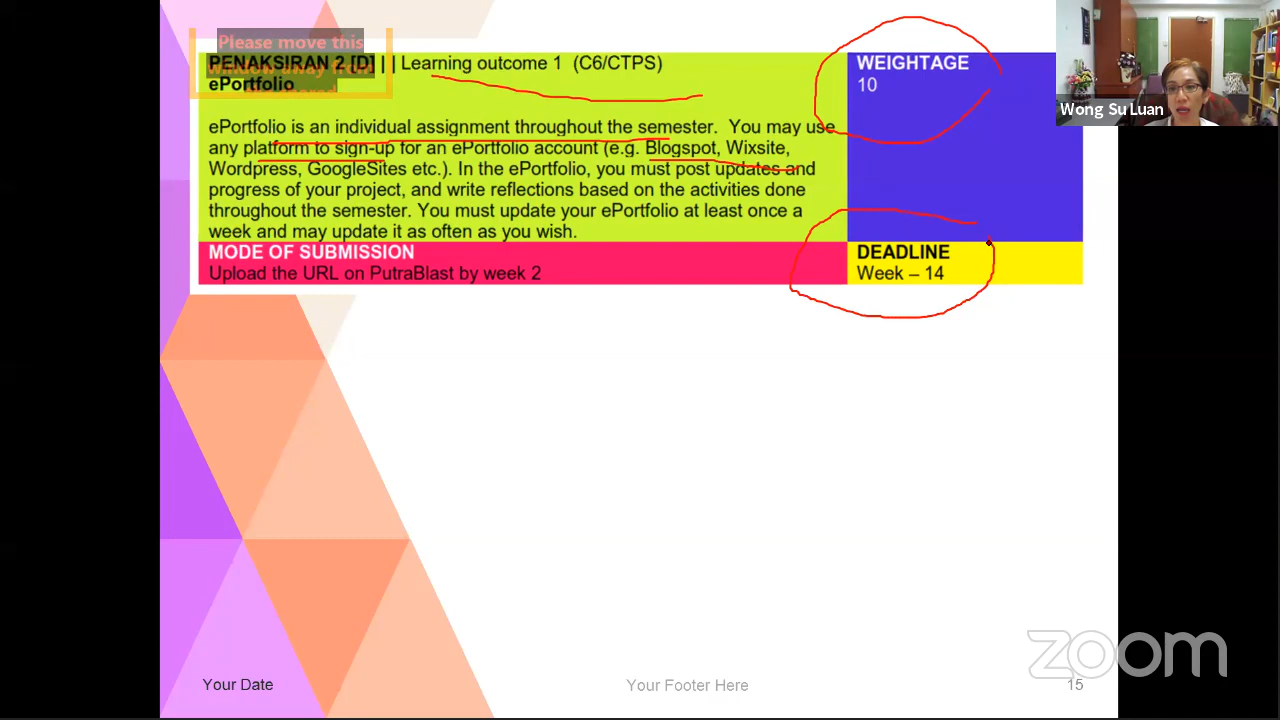 Please move this
window away from
PENAKSIRAN 2 [D] | | Learning outcome 1 (C6/CTPS)
ePortfolio
WEIGHTAGE
10
ePortfolio is an individual assignment throughout the semester. You may use
any platform to sign-up for an ePortfolio account (e.g. Blogspot, Wixsite,
Wordpress, GoogleSites etc.). In the ePortfolio, you must post updates and
progress of your project, and write reflections based on the activities done
throughout the semester. You must update your ePortfolio at least once a
week and may update it as often as you wish.
MODE OF SUBMISSION
Upload the URL on PutraBlast by week 2
DEADLINE
Week – 14
Wong Su Luan
zoom
Your Date
Your Footer Here
15